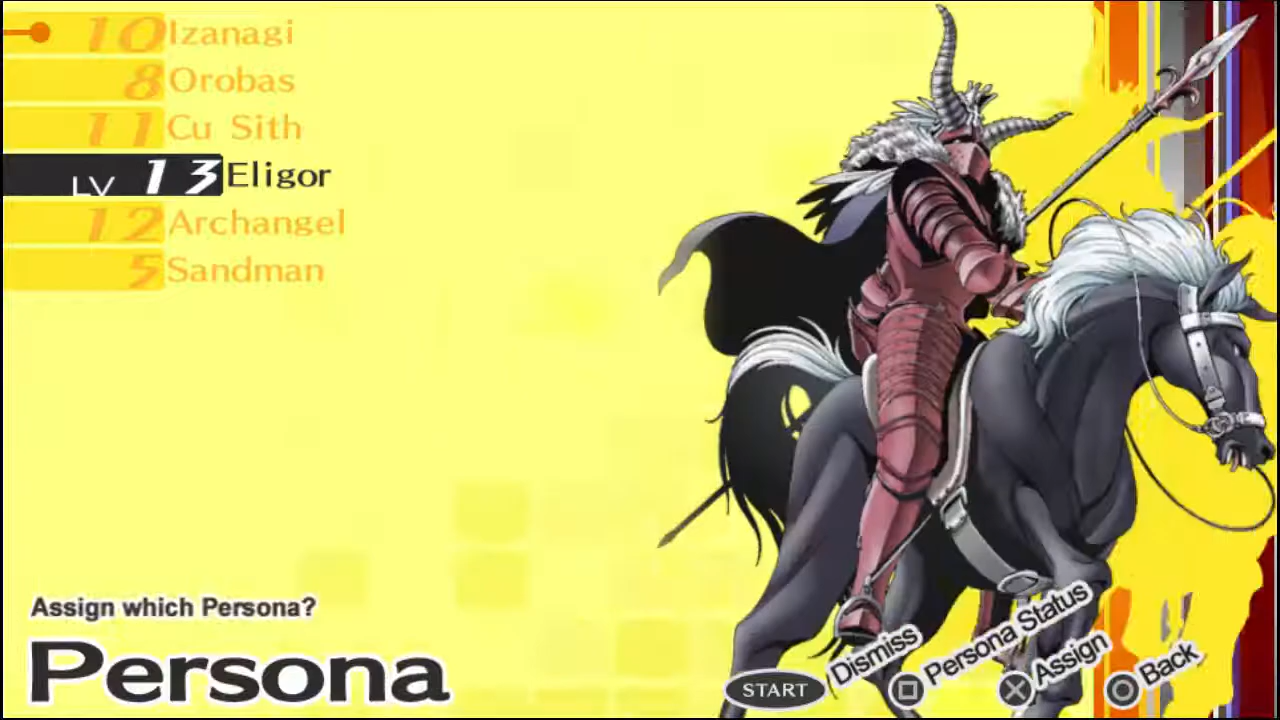 10 Izanagi
8 Orobas
11 Cu Sith
LV 13 Eligor
12 Archangel
5 Sandman
Assign which Persona?
Persona
START Dismiss Persona Status Assign Back